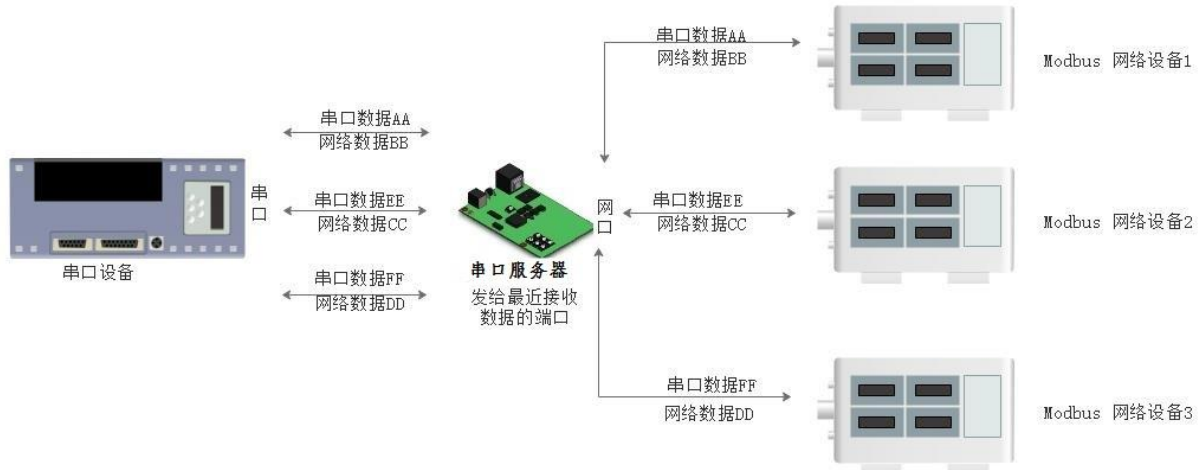 串口数据AA
网络数据BB
Modbus 网络设备1
串口数据AA
网络数据BB
串口
串口数据EE
网络数据CC
网口
串口数据EE
网络数据CC
Modbus 网络设备2
串口设备
串口服务器
发给最近接收
数据的端口
串口数据FF
网络数据DD
串口数据FF
网络数据DD
Modbus 网络设备3